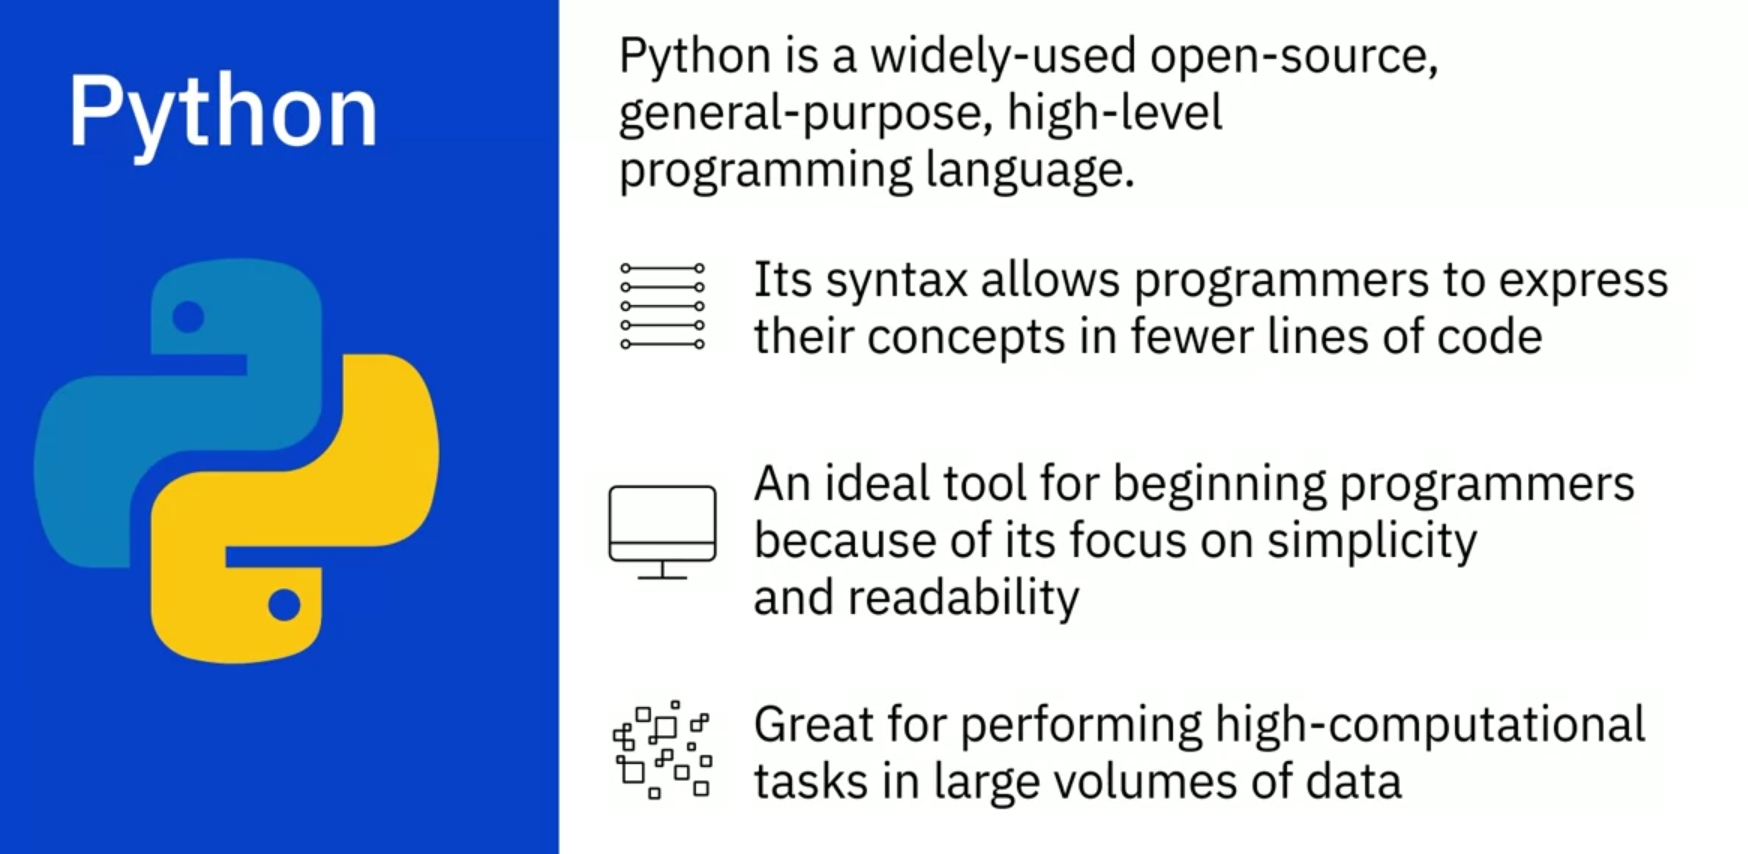 Python
Python is a widely-used open-source,
general-purpose, high-level
programming language.
Its syntax allows programmers to express
their concepts in fewer lines of code
An ideal tool for beginning programmers
because of its focus on simplicity
and readability
Great for performing high-computational
tasks in large volumes of data